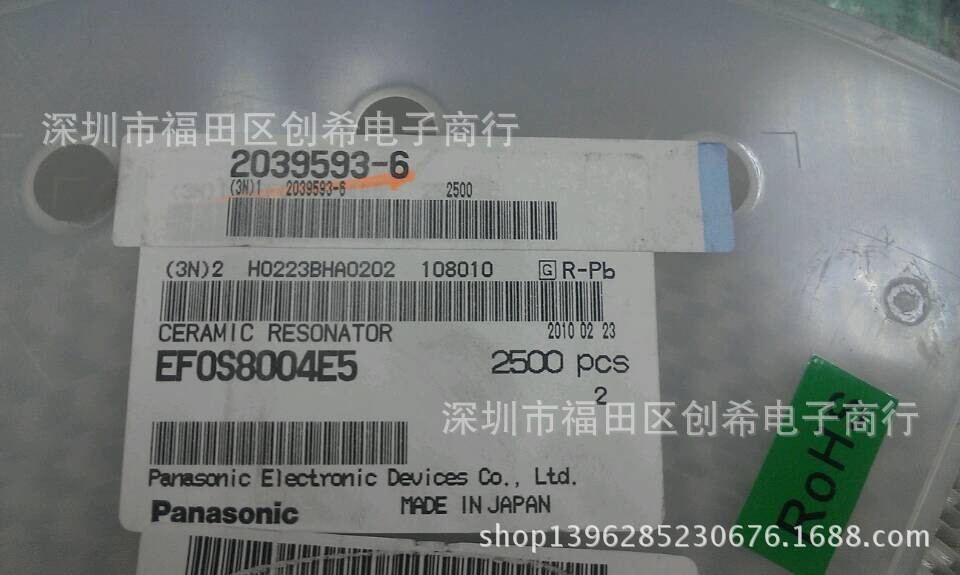 深圳市福田区创希电子商行
2039593-6
(3N)1 2039593-6 2500
(3N)2 H0223BHA0202 108010 G R-Pb
CERAMIC RESONATOR 2010 02 23
EFOS8004E5 2500 pcs
2
深圳市福田区创希电子商行
RoHS
Panasonic Electronic Devices Co., Ltd.
Panasonic MADE IN JAPAN
shop1396285230676.1688.com